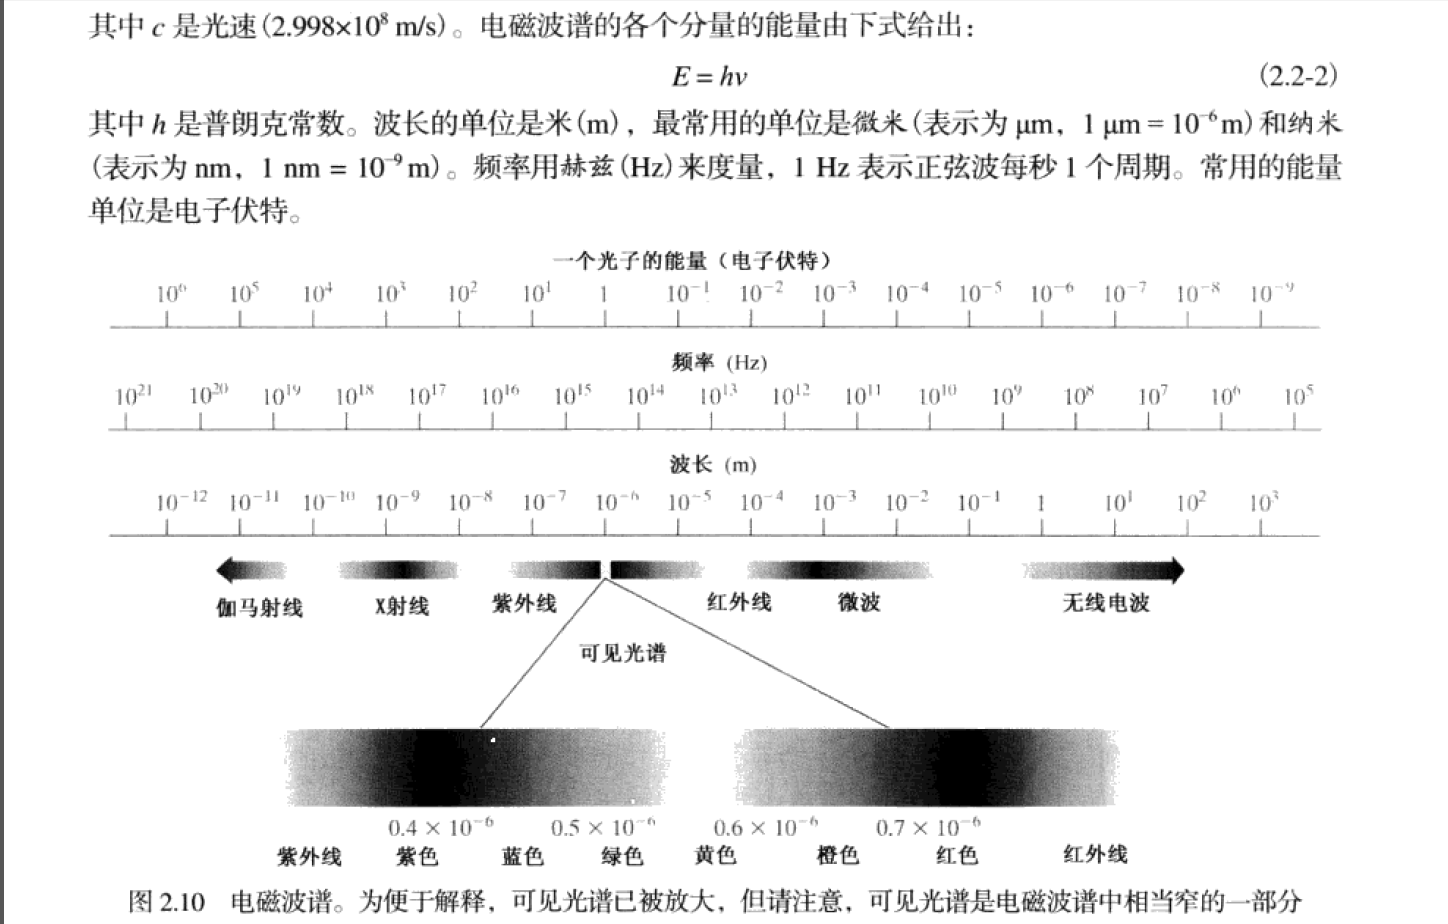 其中 c 是光速(2.998×10⁸ m/s)。电磁波谱的各个分量的能量由下式给出：
E = hν (2.2-2)
其中 h 是普朗克常数。波长的单位是米(m)，最常用的单位是微米(表示为 μm，1 μm = 10⁻⁶ m)和纳米
(表示为 nm，1 nm = 10⁻⁹ m)。频率用赫兹(Hz)来度量，1 Hz 表示正弦波每秒 1 个周期。常用的能量
单位是电子伏特。
一个光子的能量（电子伏特）
10⁶ 10⁵ 10⁴ 10³ 10² 10¹ 1 10⁻¹ 10⁻² 10⁻³ 10⁻⁴ 10⁻⁵ 10⁻⁶ 10⁻⁷ 10⁻⁸ 10⁻⁹
频率 (Hz)
10²¹ 10²⁰ 10¹⁹ 10¹⁸ 10¹⁷ 10¹⁶ 10¹⁵ 10¹⁴ 10¹³ 10¹² 10¹¹ 10¹⁰ 10⁹ 10⁸ 10⁷ 10⁶ 10⁵
波长 (m)
10⁻¹² 10⁻¹¹ 10⁻¹⁰ 10⁻⁹ 10⁻⁸ 10⁻⁷ 10⁻⁶ 10⁻⁵ 10⁻⁴ 10⁻³ 10⁻² 10⁻¹ 1 10¹ 10² 10³
伽马射线 X射线 紫外线 红外线 微波 无线电波
可见光谱
0.4 × 10⁻⁶ 0.5 × 10⁻⁶ 0.6 × 10⁻⁶ 0.7 × 10⁻⁶
紫外线 紫色 蓝色 绿色 黄色 橙色 红色 红外线
图 2.10 电磁波谱。为便于解释，可见光谱已被放大，但请注意，可见光谱是电磁波谱中相当窄的一部分